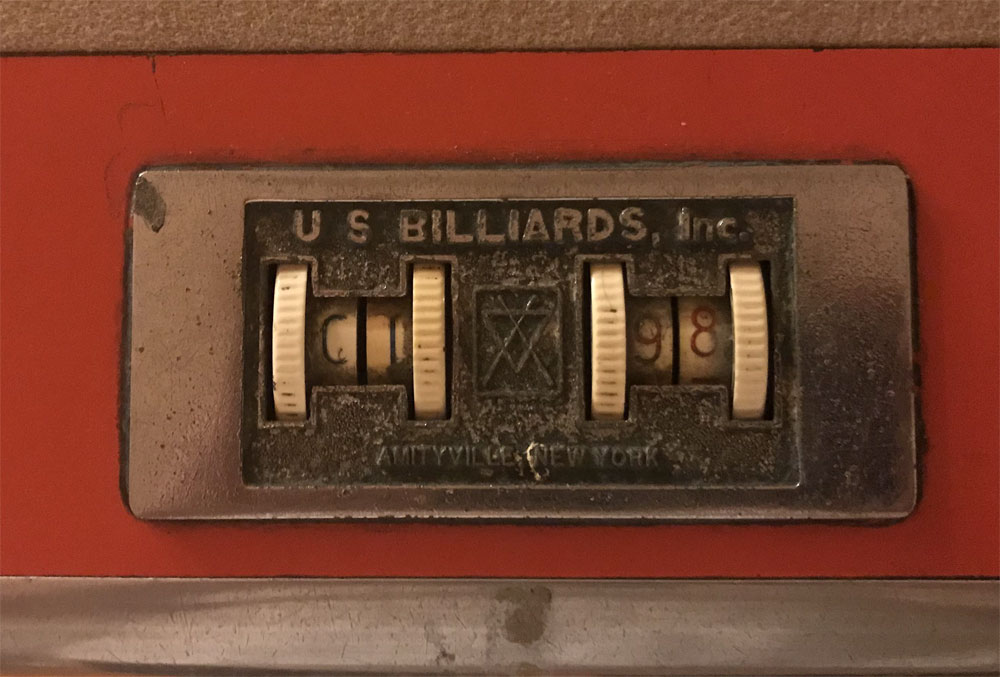 U S BILLIARDS, Inc.
98
AMITYVILLE, NEW YORK